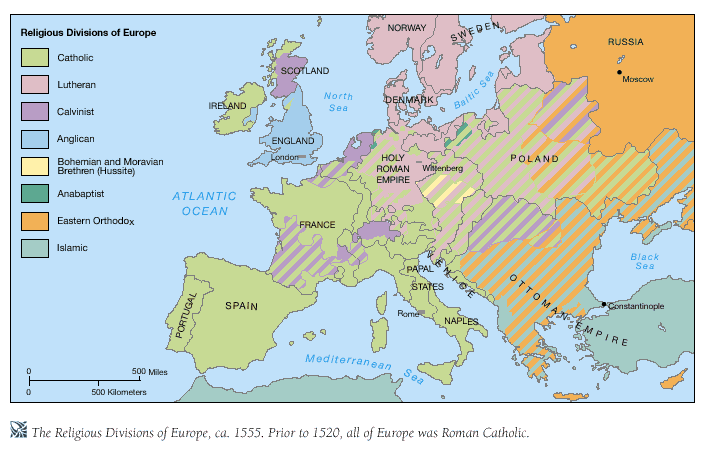 Religious Divisions of Europe
Catholic
Lutheran
Calvinist
Anglican
Bohemian and Moravian
Brethren (Hussite)
Anabaptist
Eastern Orthodox
Islamic
NORWAY
SWEDEN
RUSSIA
Moscow
SCOTLAND
North
Sea
Baltic Sea
IRELAND
DENMARK
ENGLAND
London
HOLY
ROMAN
EMPIRE
Wittenberg
POLAND
ATLANTIC
OCEAN
FRANCE
VENICE
Black
Sea
PAPAL
STATES
OTTOMAN EMPIRE
Constantinople
PORTUGAL
SPAIN
Rome
NAPLES
Mediterranean Sea
0 500 Miles
0 500 Kilometers
The Religious Divisions of Europe, ca. 1555. Prior to 1520, all of Europe was Roman Catholic.